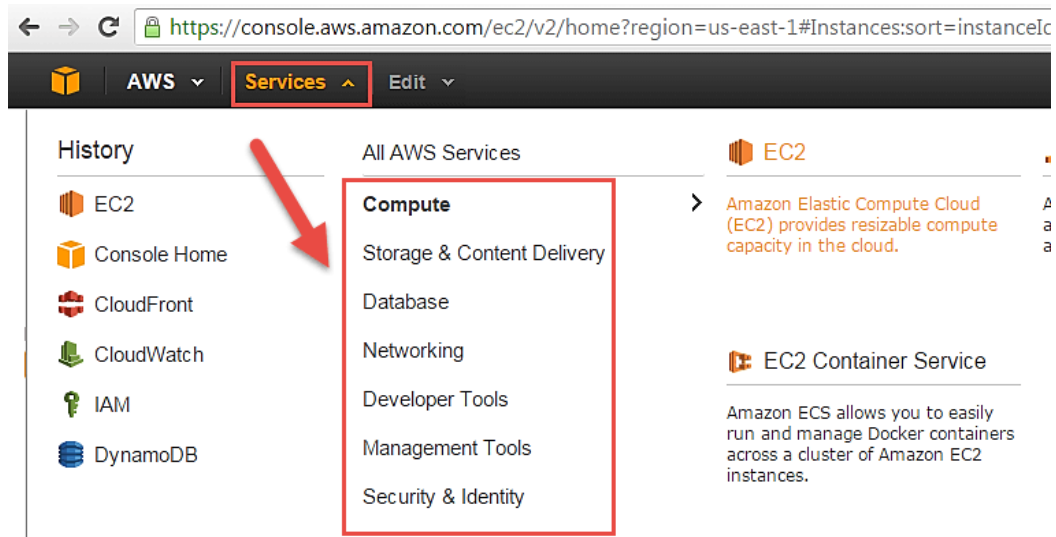 https://console.aws.amazon.com/ec2/v2/home?region=us-east-1#Instances:sort=instanceId
AWS Services Edit
History
EC2
Console Home
CloudFront
CloudWatch
IAM
DynamoDB
All AWS Services
Compute
Storage & Content Delivery
Database
Networking
Developer Tools
Management Tools
Security & Identity
EC2
Amazon Elastic Compute Cloud
(EC2) provides resizable compute
capacity in the cloud.
EC2 Container Service
Amazon ECS allows you to easily
run and manage Docker containers
across a cluster of Amazon EC2
instances.